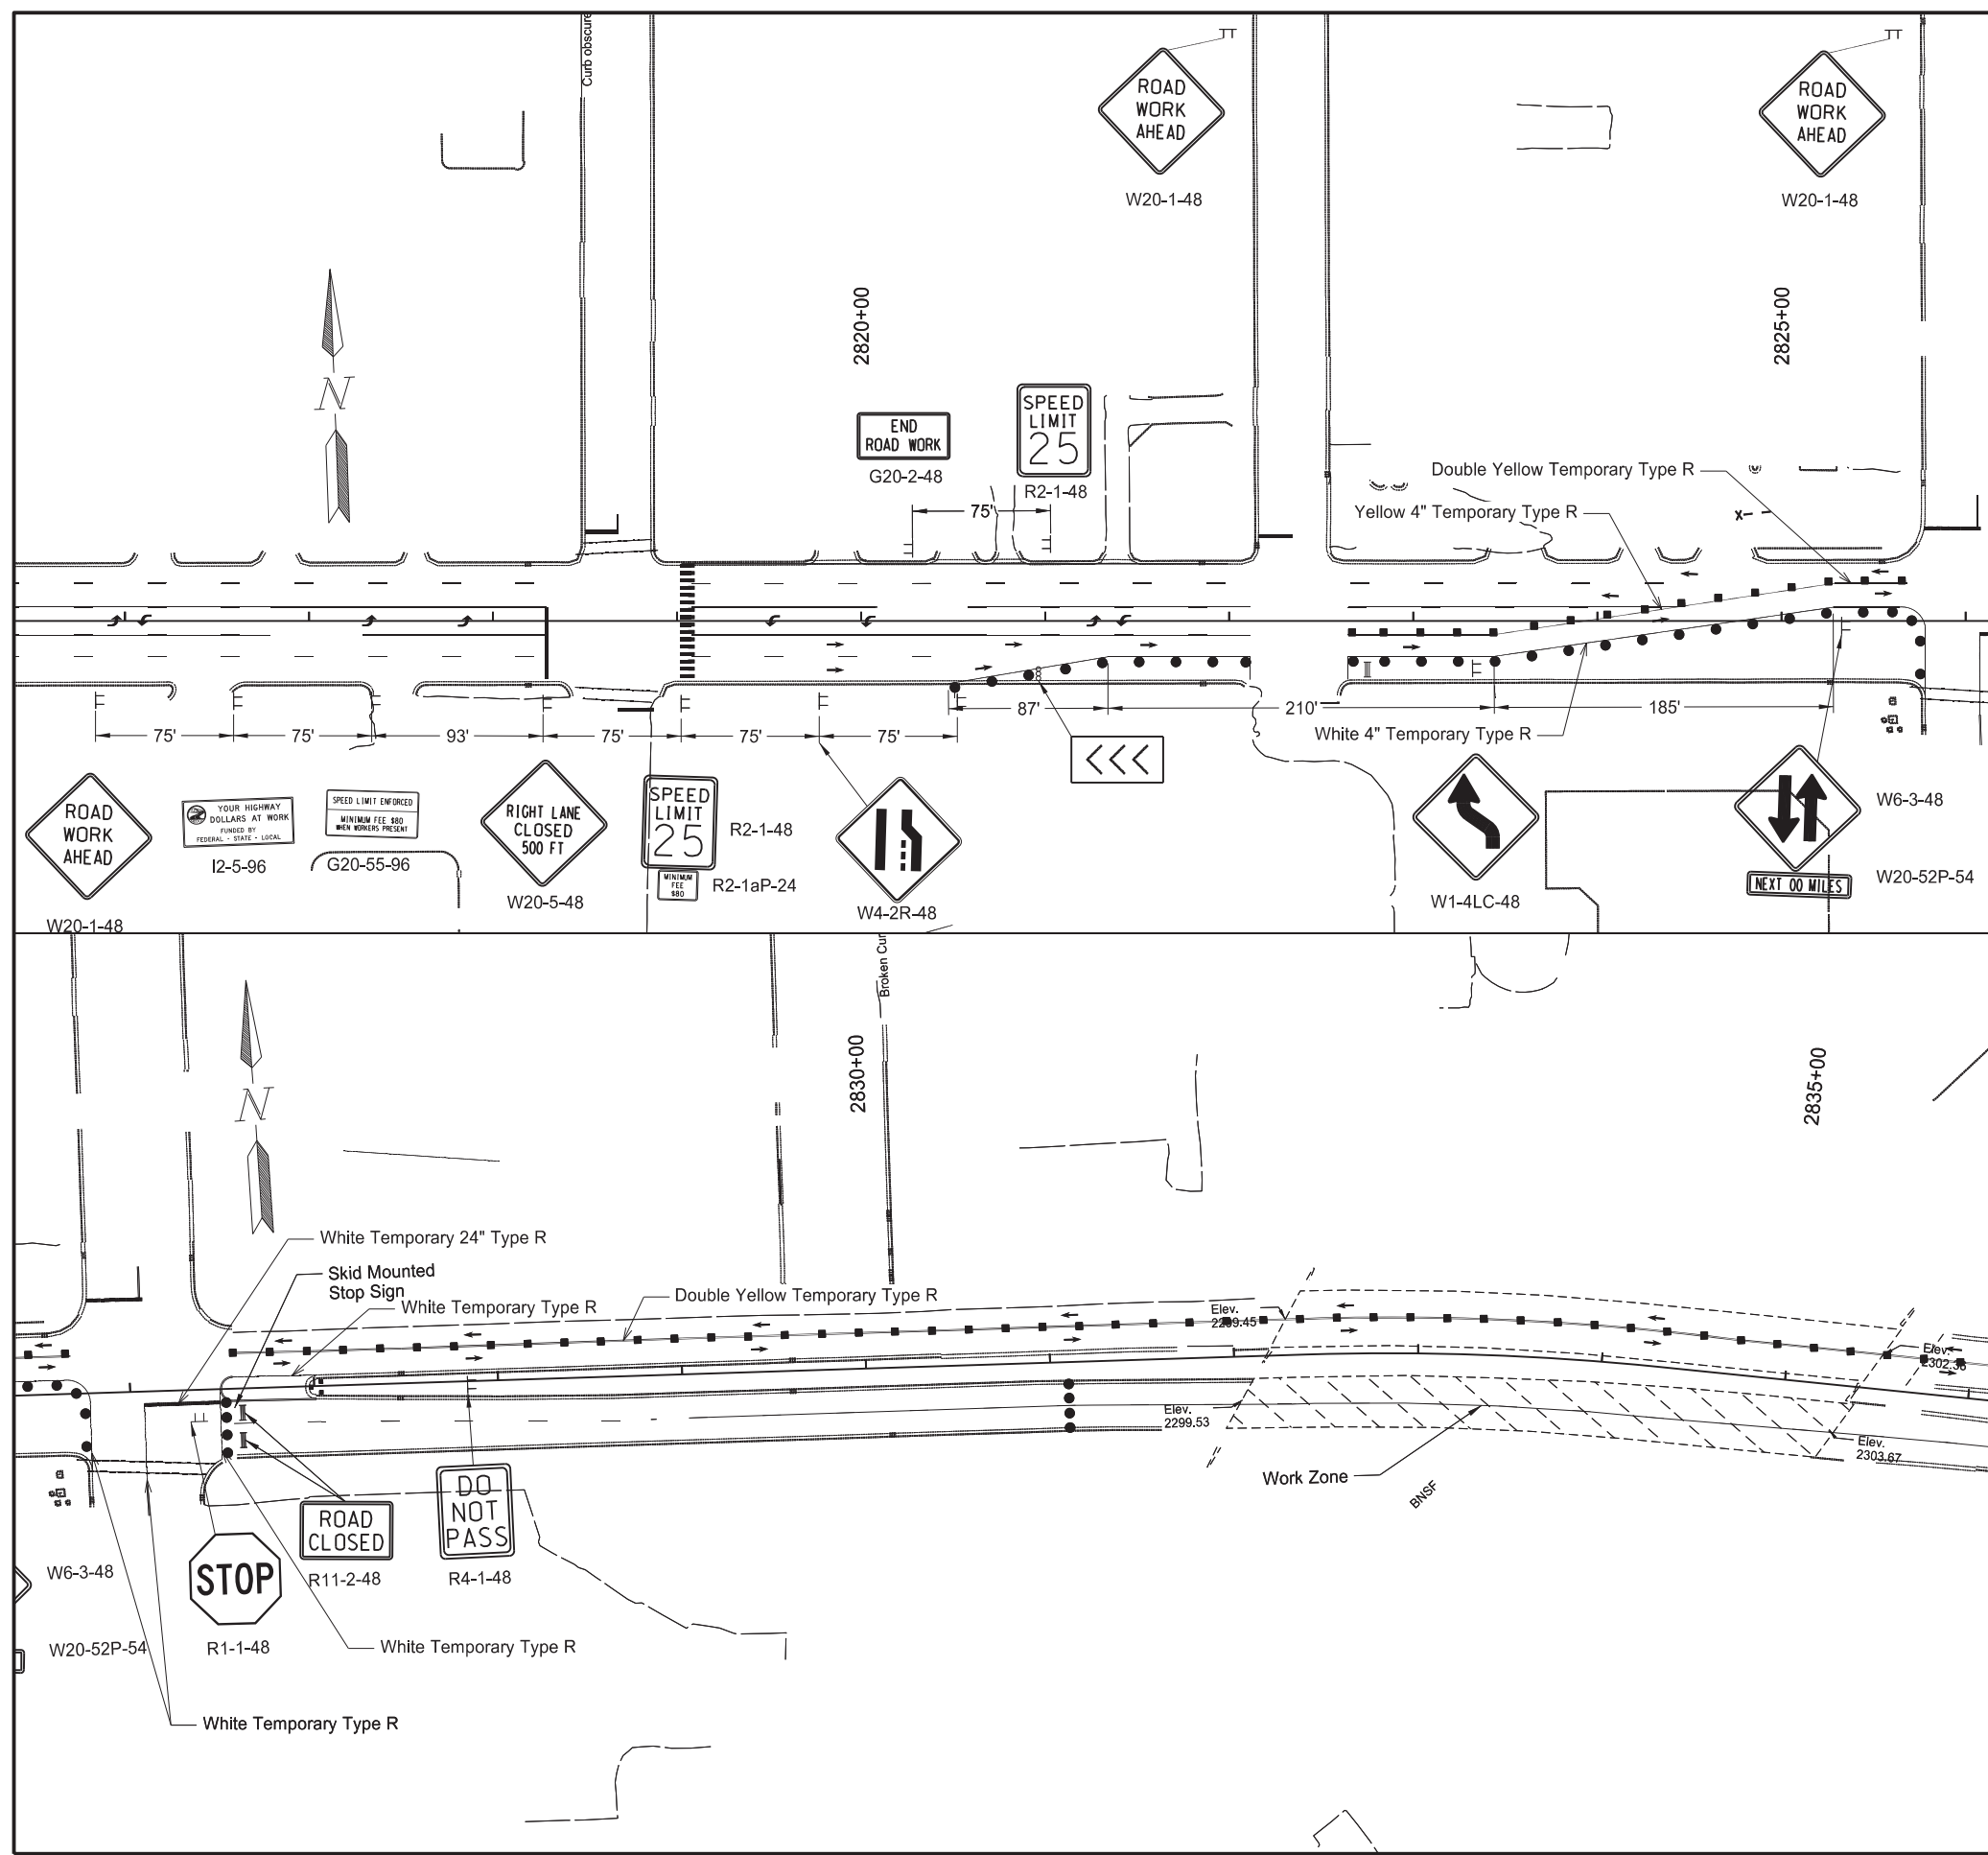 Curb obscure
ROAD
WORK
AHEAD
W20-1-48
ROAD
WORK
AHEAD
W20-1-48
N
2820+00
2825+00
END
ROAD WORK
G20-2-48
SPEED
LIMIT
25
R2-1-48
75'
Double Yellow Temporary Type R
Yellow 4" Temporary Type R
75'
75'
93'
75'
75'
75'
87'
210'
185'
White 4" Temporary Type R
ROAD
WORK
AHEAD
W20-1-48
YOUR HIGHWAY
DOLLARS AT WORK
FUNDED BY
FEDERAL - STATE - LOCAL
I2-5-96
SPEED LIMIT ENFORCED
MINIMUM FEE $80
WHEN WORKERS PRESENT
G20-55-96
RIGHT LANE
CLOSED
500 FT
W20-5-48
SPEED
LIMIT
25
R2-1-48
MINIMUM
FEE
$80
R2-1aP-24
W4-2R-48
W1-4LC-48
W6-3-48
NEXT 00 MILES
W20-52P-54
N
Broken Cur
2830+00
2835+00
White Temporary 24" Type R
Skid Mounted
Stop Sign
White Temporary Type R
Double Yellow Temporary Type R
Elev.
2299.45
Elev.
2302.36
Elev.
2299.53
Elev.
2303.67
Work Zone
BNSF
W6-3-48
W20-52P-54
STOP
R1-1-48
ROAD
CLOSED
R11-2-48
DO
NOT
PASS
R4-1-48
White Temporary Type R
White Temporary Type R